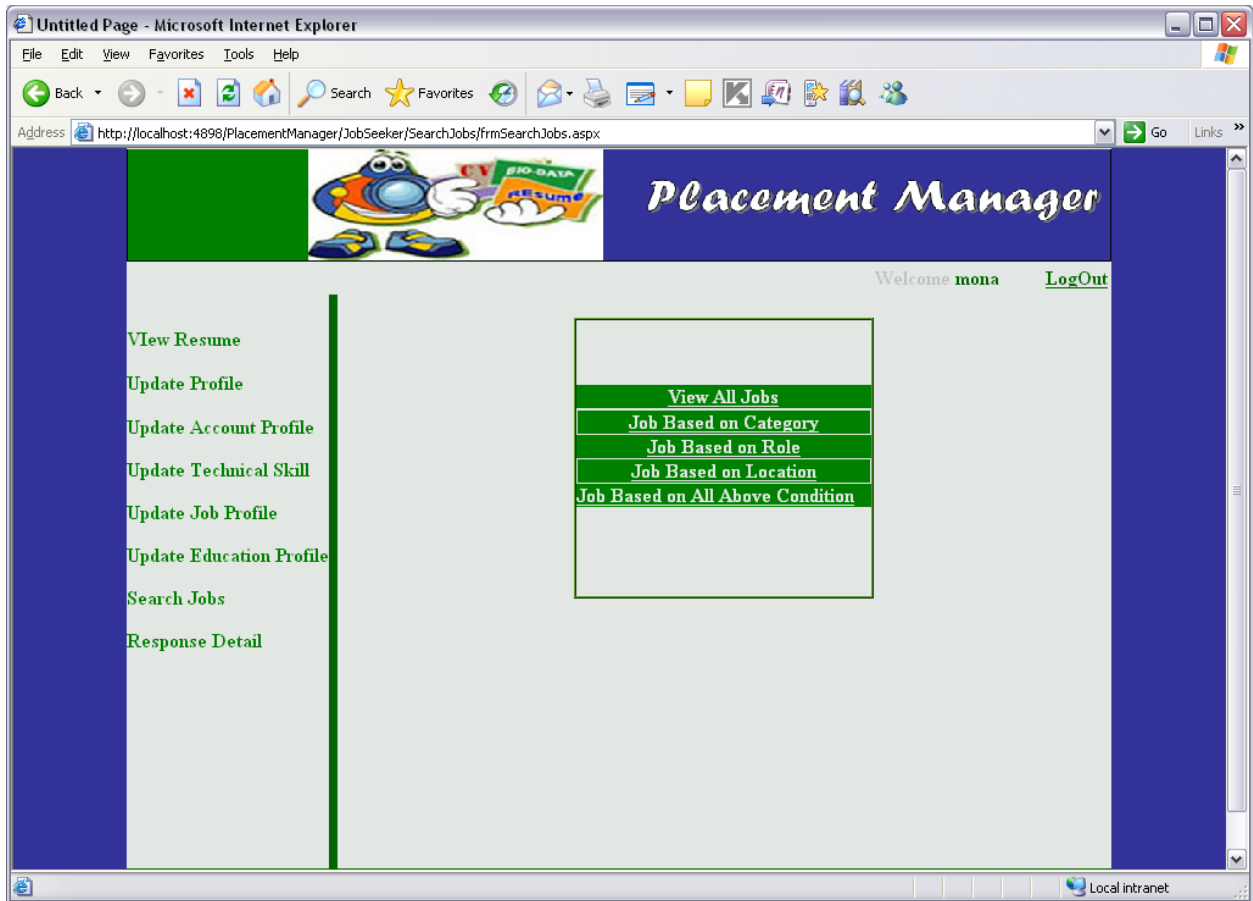 Untitled Page - Microsoft Internet Explorer
File Edit View Favorites Tools Help
Back Search Favorites
Address http://localhost:4898/PlacementManager/JobSeeker/SearchJobs/frmSearchJobs.aspx Go Links »
CV BIO-DATA
RESume
Placement Manager
Welcome mona LogOut
VIew Resume
Update Profile
Update Account Profile
Update Technical Skill
Update Job Profile
Update Education Profile
Search Jobs
Response Detail
View All Jobs
Job Based on Category
Job Based on Role
Job Based on Location
Job Based on All Above Condition
Local intranet